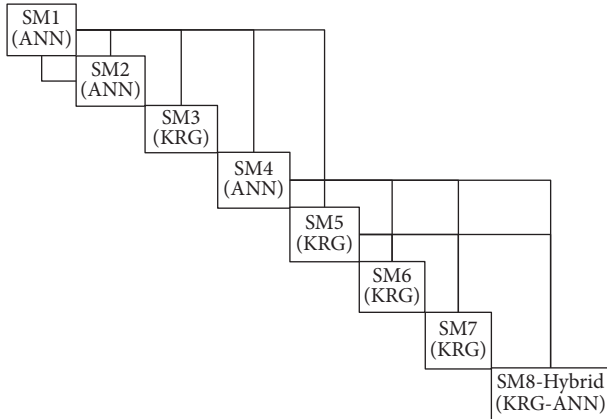 SM1
(ANN)
SM2
(ANN)
SM3
(KRG)
SM4
(ANN)
SM5
(KRG)
SM6
(KRG)
SM7
(KRG)
SM8-Hybrid
(KRG-ANN)